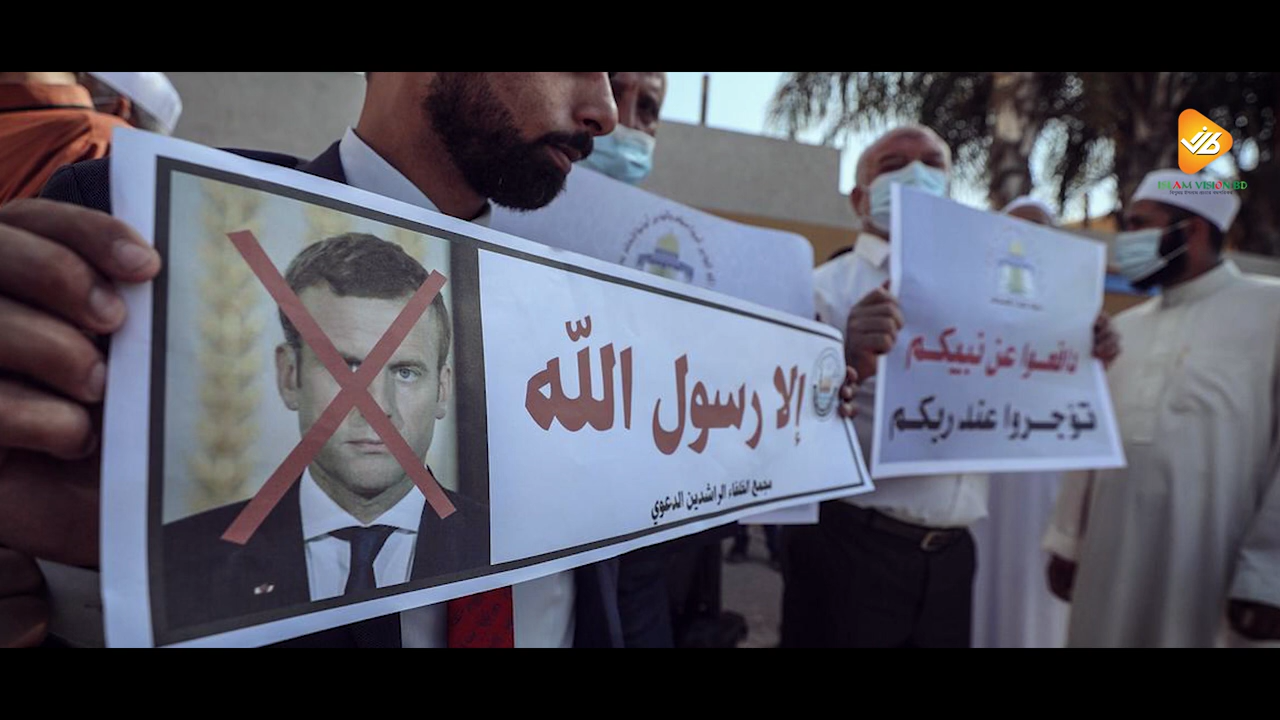 إلا رسول الله
مجمع الخلفاء الراشدين الدعوي
دافعوا عن نبيكم
تؤجروا عند ربكم
ISLAM VISION BD